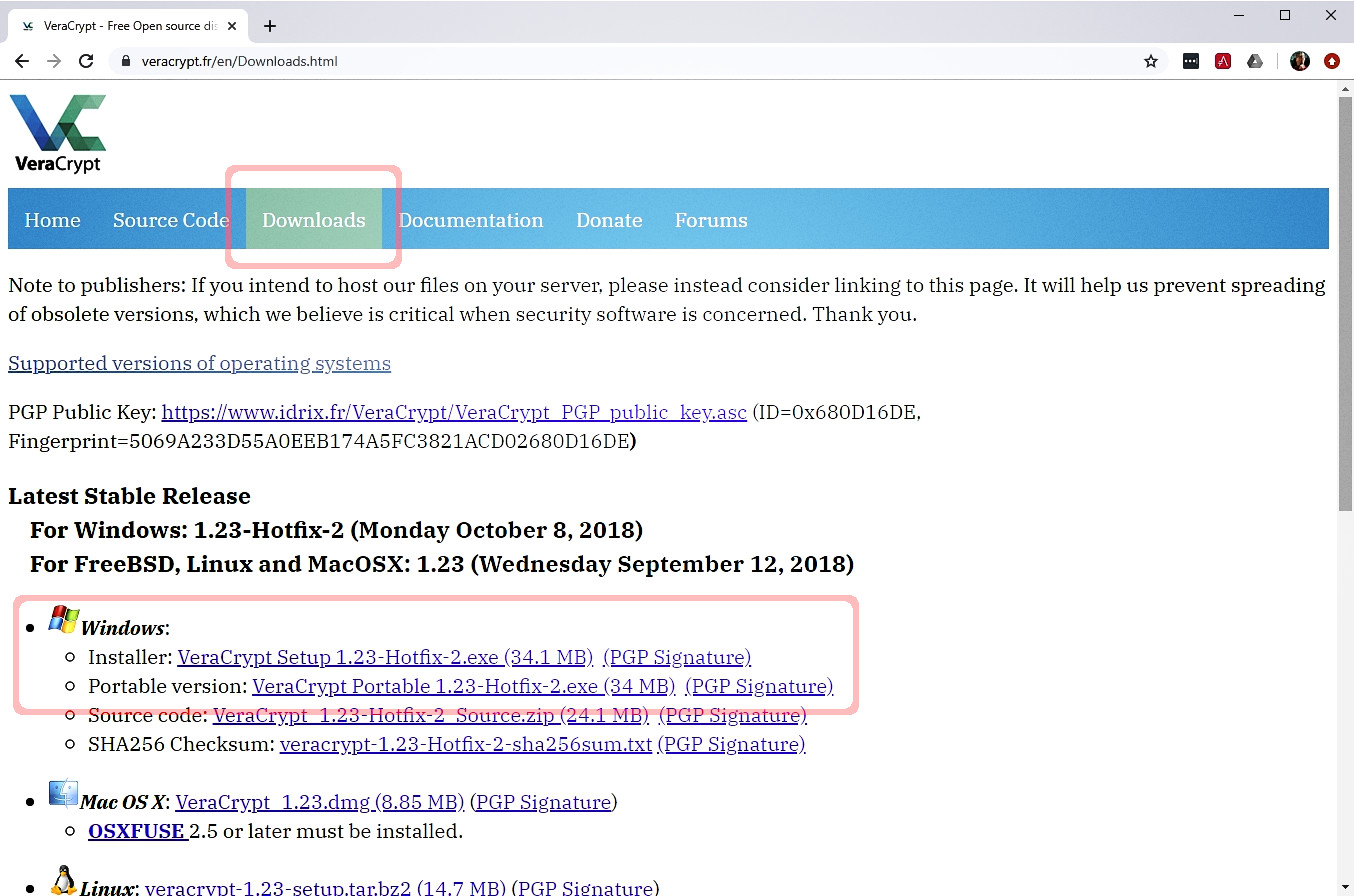 VeraCrypt - Free Open source dis
veracrypt.fr/en/Downloads.html
VeraCrypt
Home Source Code Downloads Documentation Donate Forums
Note to publishers: If you intend to host our files on your server, please instead consider linking to this page. It will help us prevent spreading
of obsolete versions, which we believe is critical when security software is concerned. Thank you.
Supported versions of operating systems
PGP Public Key: https://www.idrix.fr/VeraCrypt/VeraCrypt_PGP_public_key.asc (ID=0x680D16DE,
Fingerprint=5069A233D55A0EEB174A5FC3821ACD02680D16DE)
Latest Stable Release
For Windows: 1.23-Hotfix-2 (Monday October 8, 2018)
For FreeBSD, Linux and MacOSX: 1.23 (Wednesday September 12, 2018)
Windows:
Installer: VeraCrypt Setup 1.23-Hotfix-2.exe (34.1 MB) (PGP Signature)
Portable version: VeraCrypt Portable 1.23-Hotfix-2.exe (34 MB) (PGP Signature)
Source code: VeraCrypt_1.23-Hotfix-2_Source.zip (24.1 MB) (PGP Signature)
SHA256 Checksum: veracrypt-1.23-Hotfix-2-sha256sum.txt (PGP Signature)
Mac OS X: VeraCrypt_1.23.dmg (8.85 MB) (PGP Signature)
OSXFUSE 2.5 or later must be installed.
Linux: veracrypt-1.23-setup.tar.bz2 (14.7 MB) (PGP Signature)